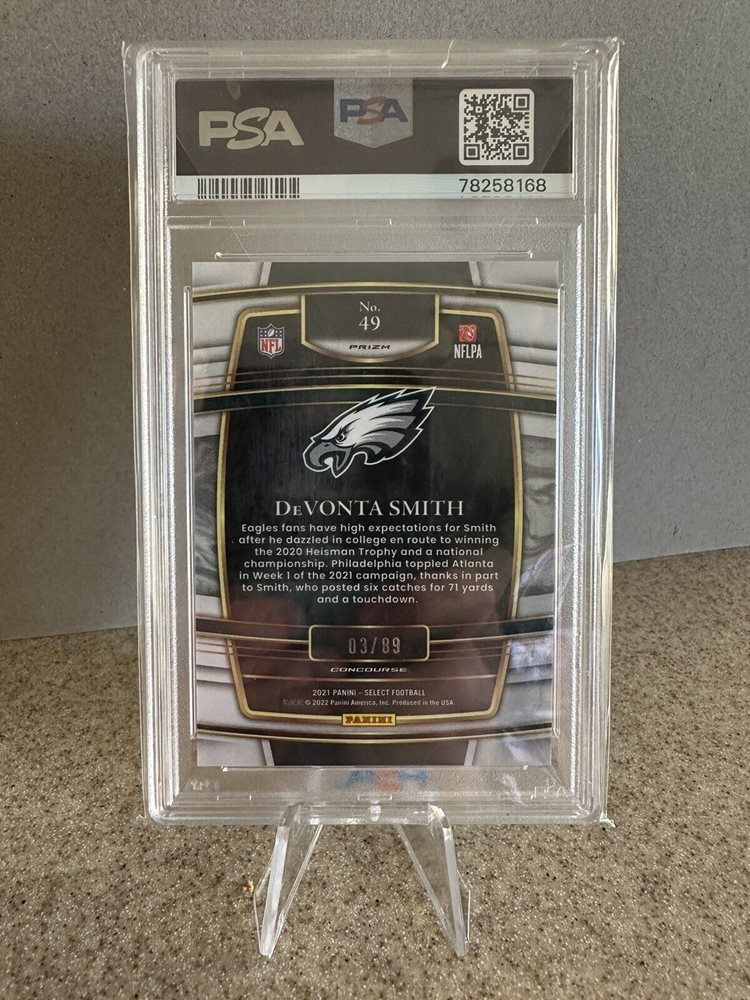 PSA
PSA
78258168
No.
49
PRIZM
NFL
NFLPA
DeVONTA SMITH
Eagles fans have high expectations for Smith
after he dazzled in college en route to winning
the 2020 Heisman Trophy and a national
championship. Philadelphia toppled Atlanta
in Week 1 of the 2021 campaign, thanks in part
to Smith, who posted six catches for 71 yards
and a touchdown.
03/89
CONCOURSE
2021 PANINI – SELECT FOOTBALL
© 2022 Panini America, Inc. Produced in the USA.
PANINI